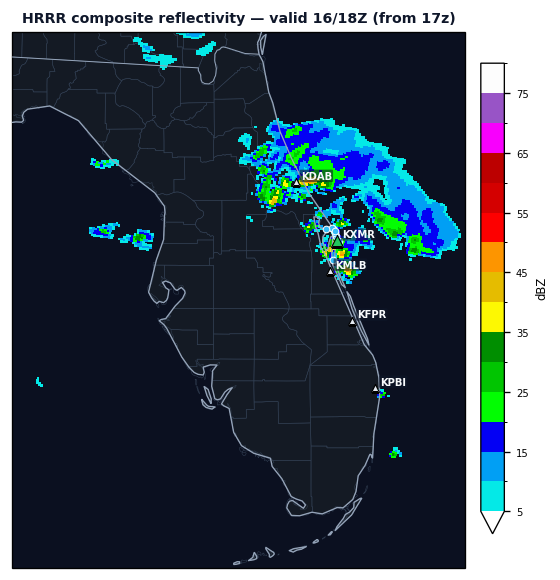 HRRR composite reflectivity — valid 16/18Z (from 17z)
KDAB
KXMR
KMLB
KFPR
KPBI
75
65
55
45
35
25
15
5
dBZ